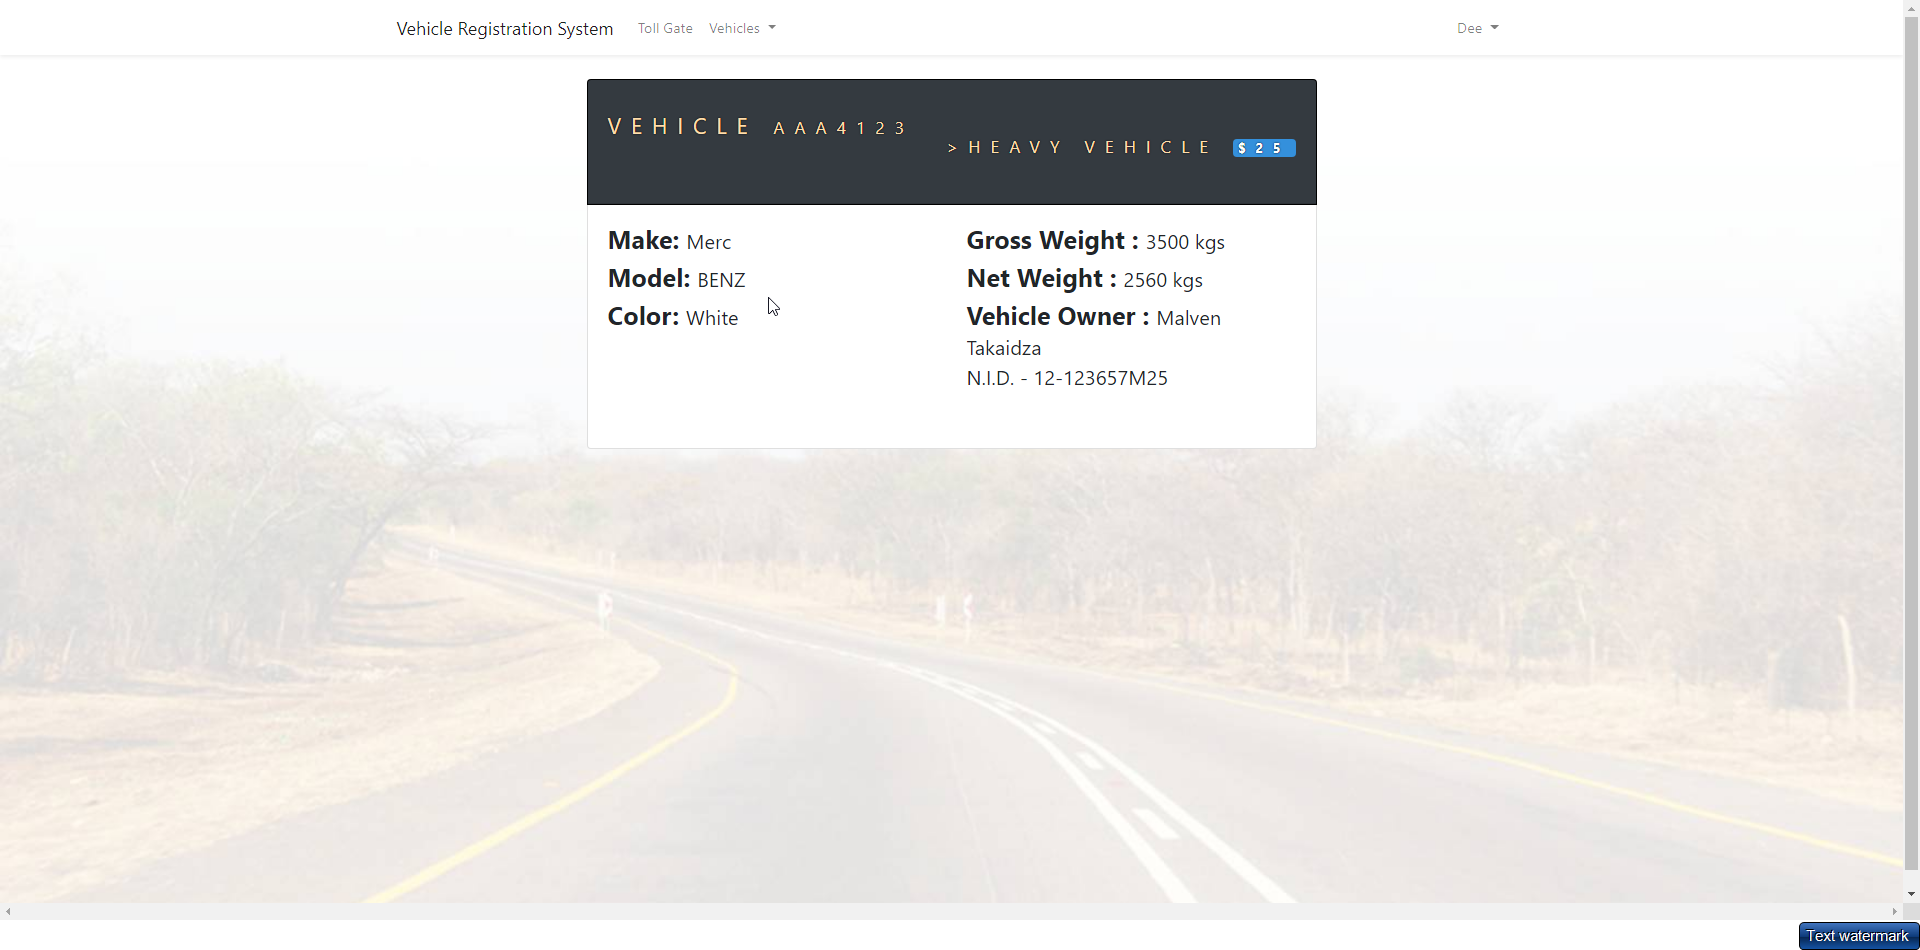 Vehicle Registration System Toll Gate Vehicles Dee
VEHICLE AAA4123
>HEAVY VEHICLE $25
Make: Merc
Model: BENZ
Color: White
Gross Weight : 3500 kgs
Net Weight : 2560 kgs
Vehicle Owner : Malven
Takaidza
N.I.D. - 12-123657M25
Text watermark